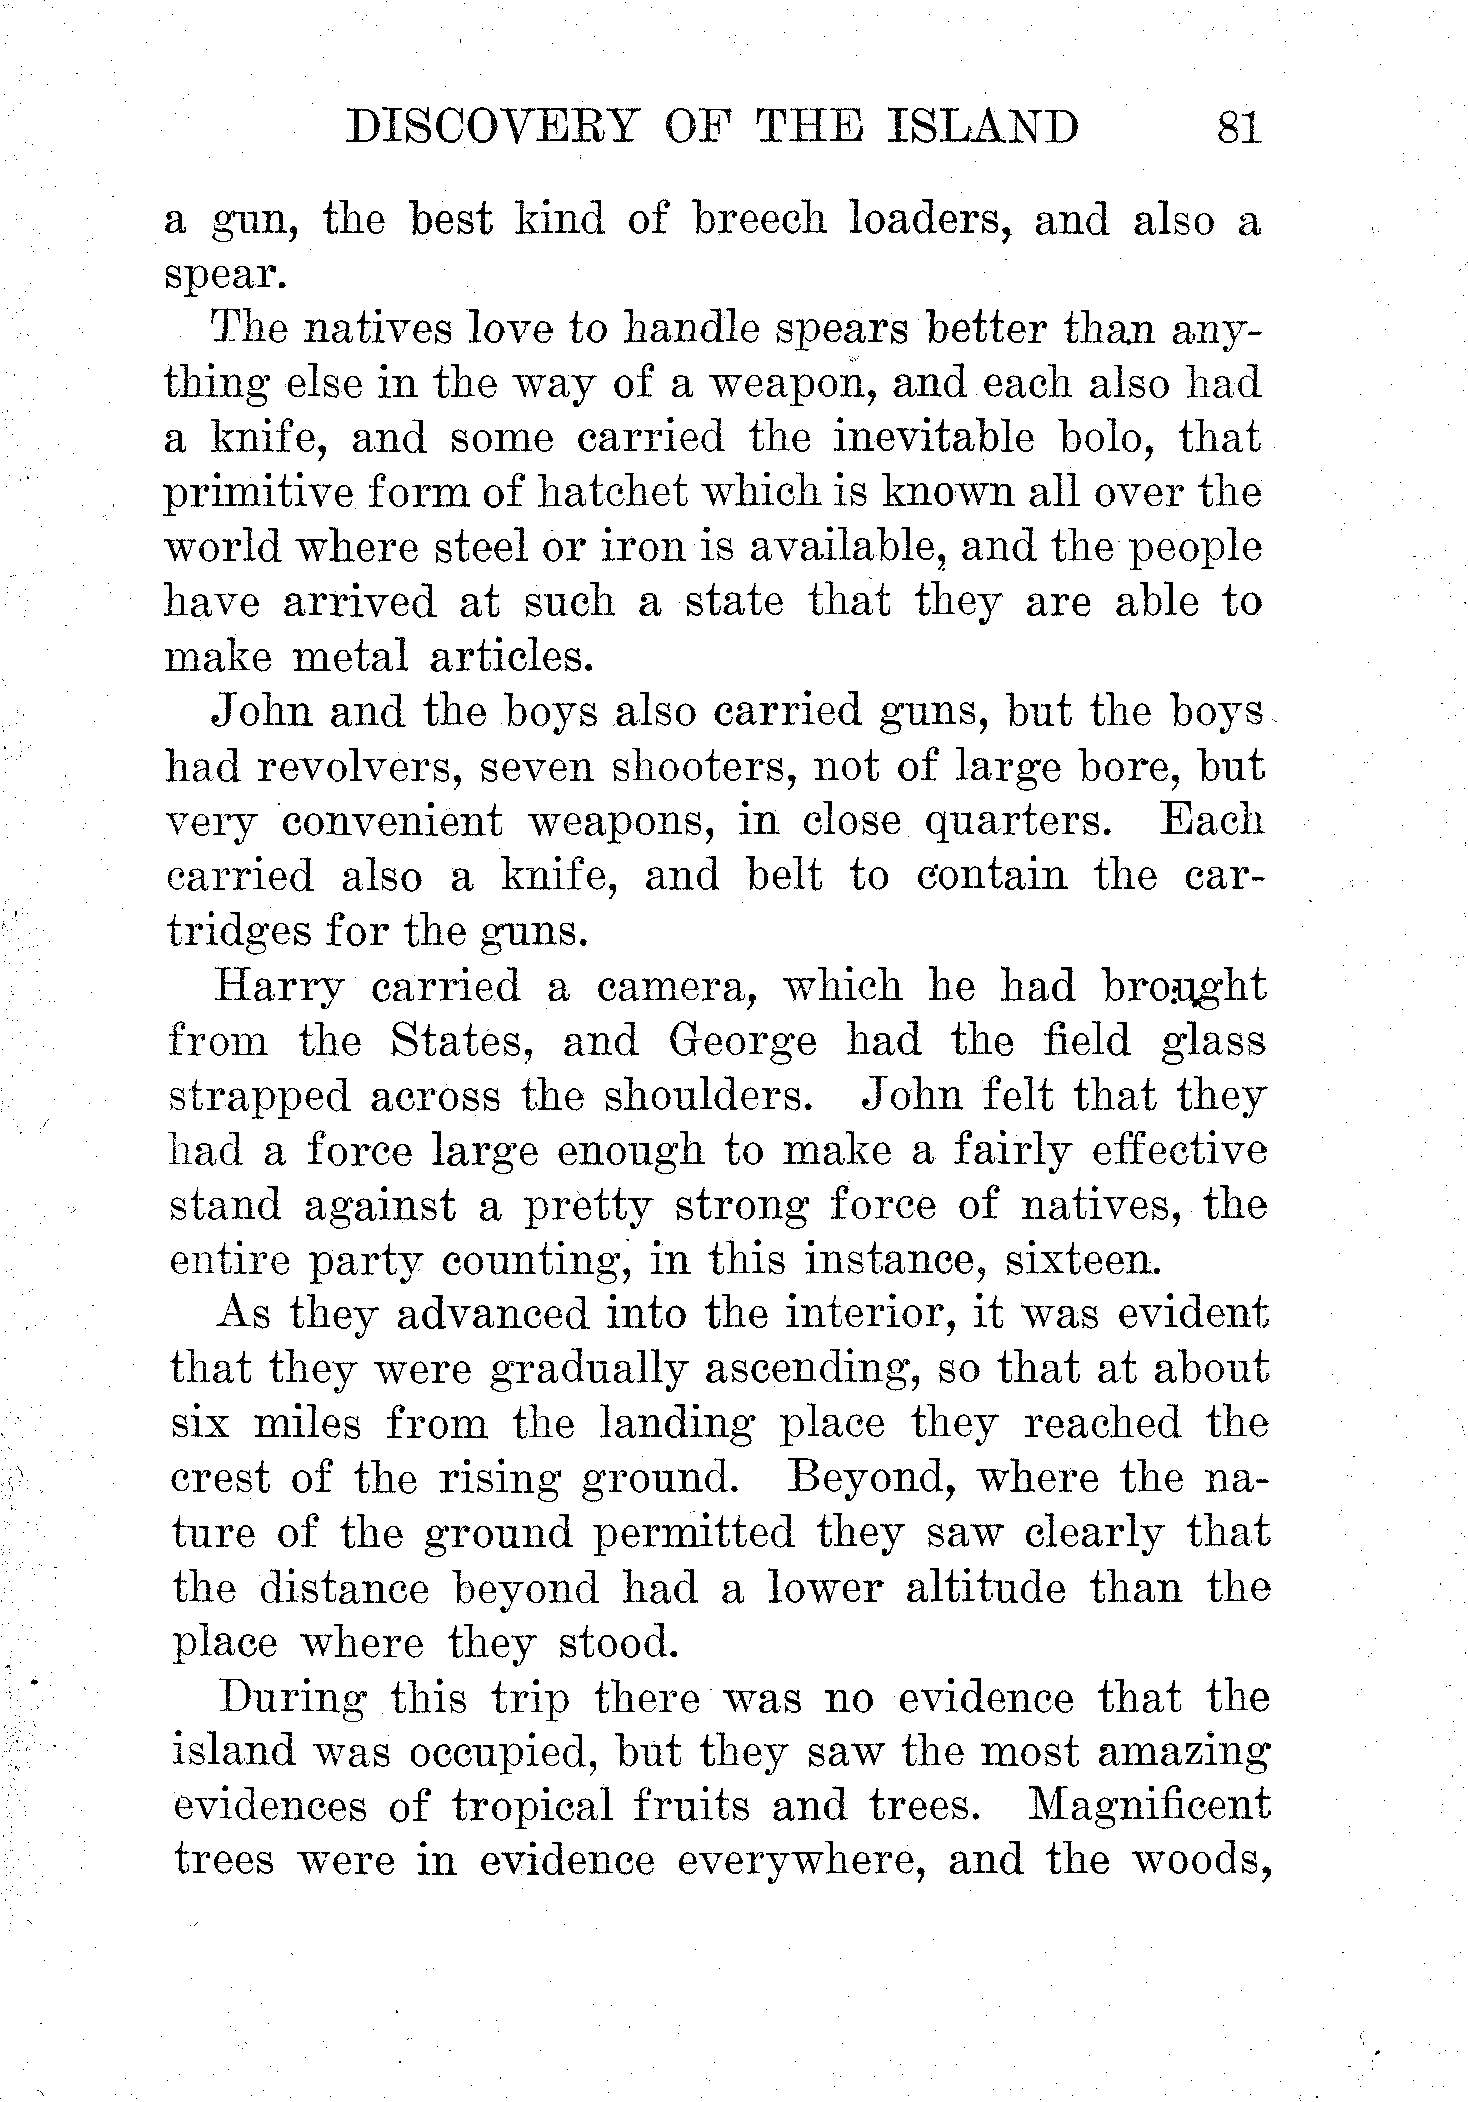 DISCOVERY OF THE ISLAND 81
a gun, the best kind of breech loaders, and also a
spear.
The natives love to handle spears better than any-
thing else in the way of a weapon, and each also had
a knife, and some carried the inevitable bolo, that
primitive form of hatchet which is known all over the
world where steel or iron is available, and the people
have arrived at such a state that they are able to
make metal articles.
John and the boys also carried guns, but the boys
had revolvers, seven shooters, not of large bore, but
very convenient weapons, in close quarters. Each
carried also a knife, and belt to contain the car-
tridges for the guns.
Harry carried a camera, which he had brought
from the States, and George had the field glass
strapped across the shoulders. John felt that they
had a force large enough to make a fairly effective
stand against a pretty strong force of natives, the
entire party counting, in this instance, sixteen.
As they advanced into the interior, it was evident
that they were gradually ascending, so that at about
six miles from the landing place they reached the
crest of the rising ground. Beyond, where the na-
ture of the ground permitted they saw clearly that
the distance beyond had a lower altitude than the
place where they stood.
During this trip there was no evidence that the
island was occupied, but they saw the most amazing
evidences of tropical fruits and trees. Magnificent
trees were in evidence everywhere, and the woods,